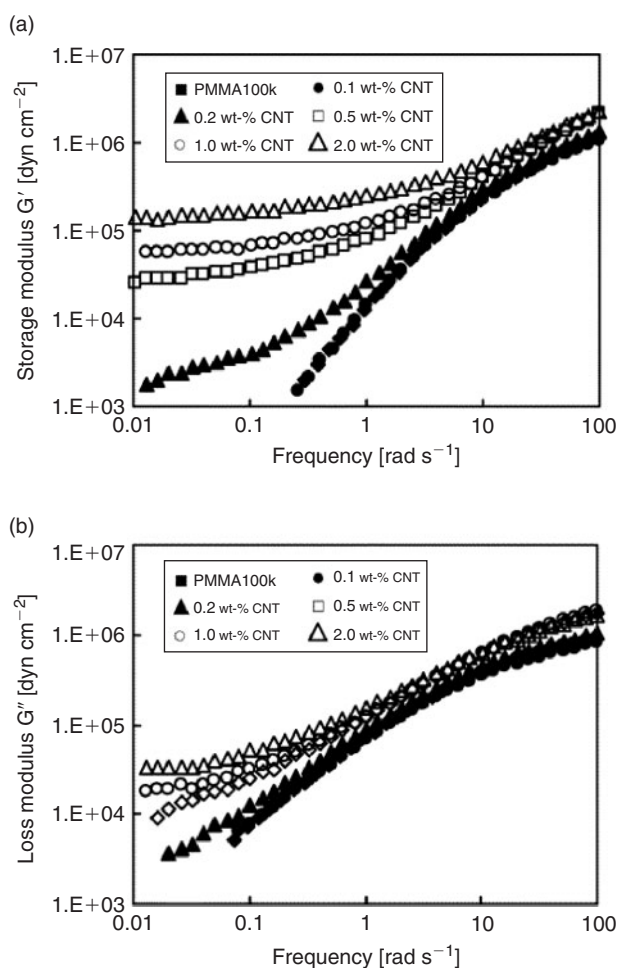 (a)
1.E+07
1.E+06
1.E+05
1.E+04
1.E+03
Storage modulus G′ [dyn cm⁻²]
PMMA100k 0.1 wt-% CNT
0.2 wt-% CNT 0.5 wt-% CNT
1.0 wt-% CNT 2.0 wt-% CNT
0.01 0.1 1 10 100
Frequency [rad s⁻¹]
(b)
1.E+07
1.E+06
1.E+05
1.E+04
1.E+03
Loss modulus G″ [dyn cm⁻²]
PMMA100k 0.1 wt-% CNT
0.2 wt-% CNT 0.5 wt-% CNT
1.0 wt-% CNT 2.0 wt-% CNT
0.01 0.1 1 10 100
Frequency [rad s⁻¹]